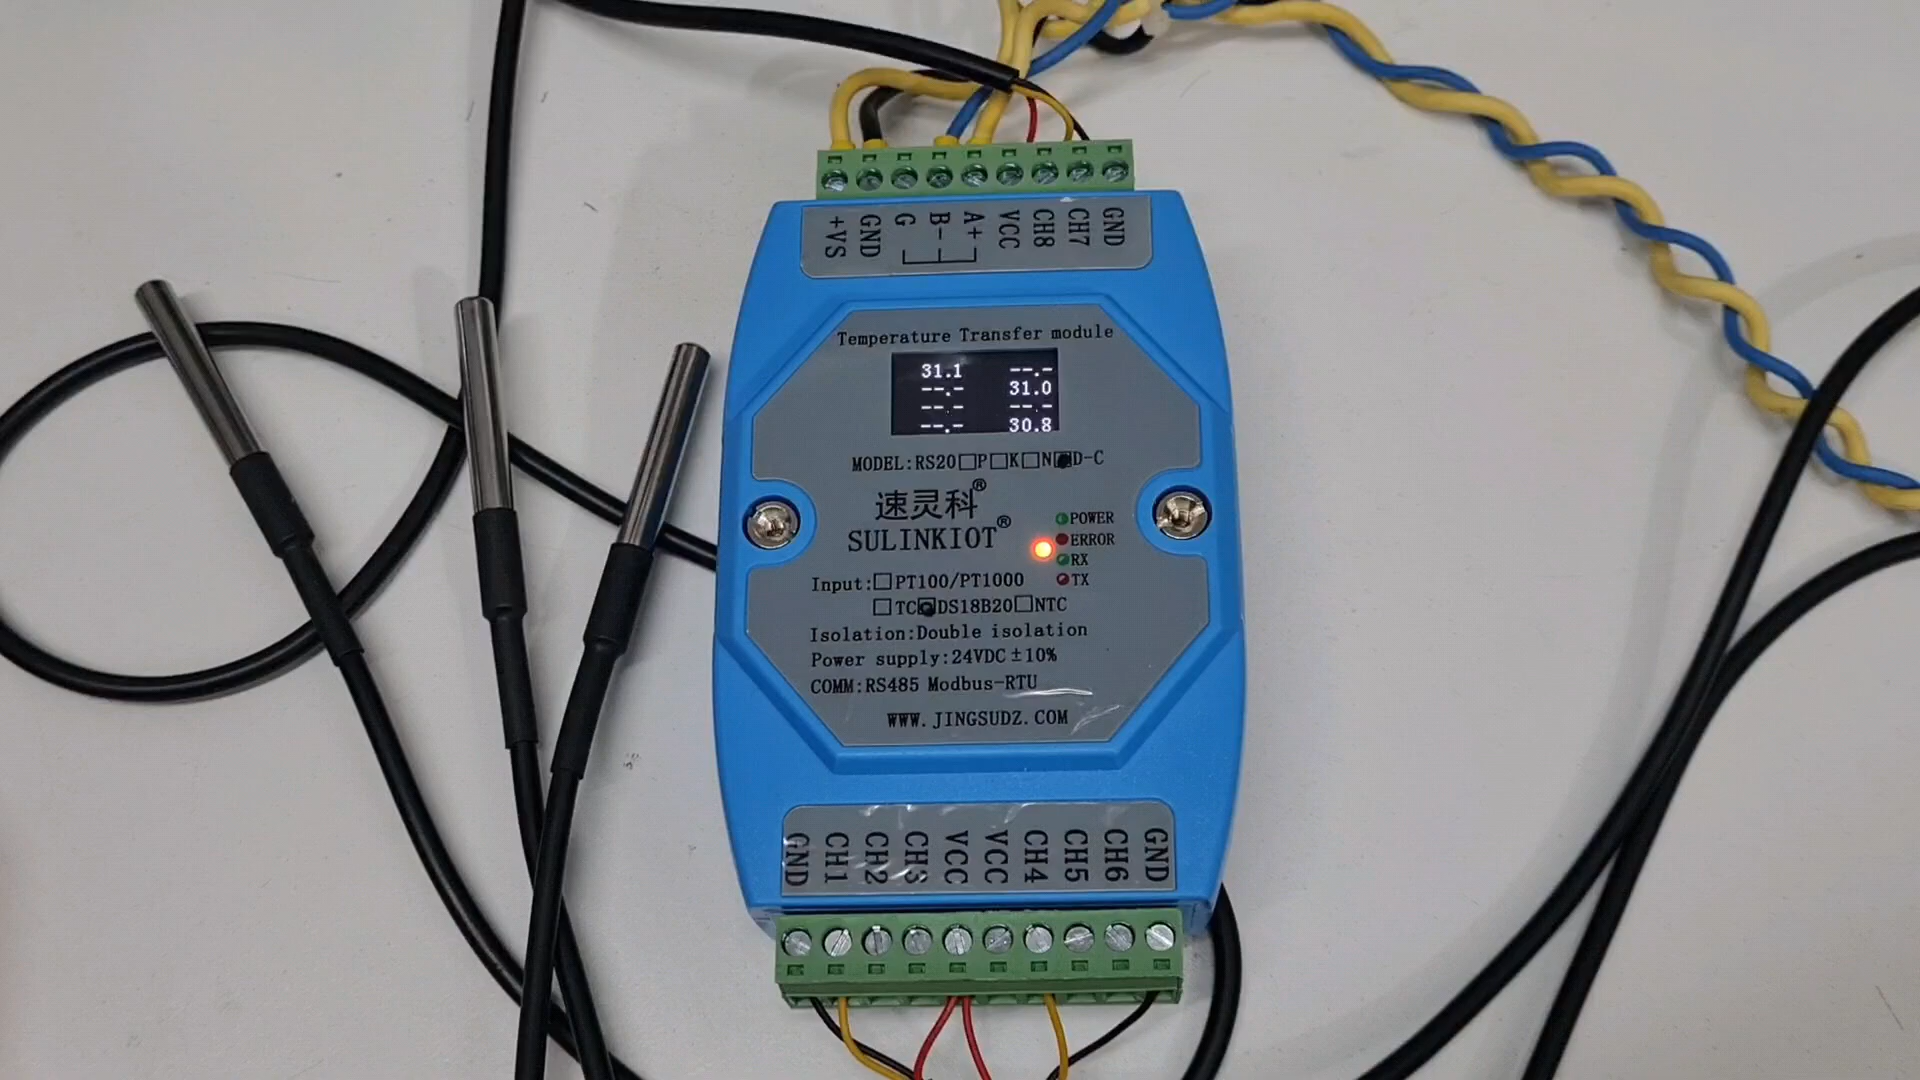 +VS GND G B- A+ VCC CH8 CH7 GND
Temperature Transfer module
31.1 --.-
--.- 31.0
--.- --.-
--.- 30.8
MODEL:RS20□P□K□N■D-C
速灵科®
SULINKIOT®
POWER
ERROR
RX
TX
Input:□PT100/PT1000
□TC■DS18B20□NTC
Isolation:Double isolation
Power supply:24VDC±10%
COMM:RS485 Modbus-RTU
WWW.JINGSUDZ.COM
GND CH1 CH2 CH3 VCC VCC CH4 CH5 CH6 GND